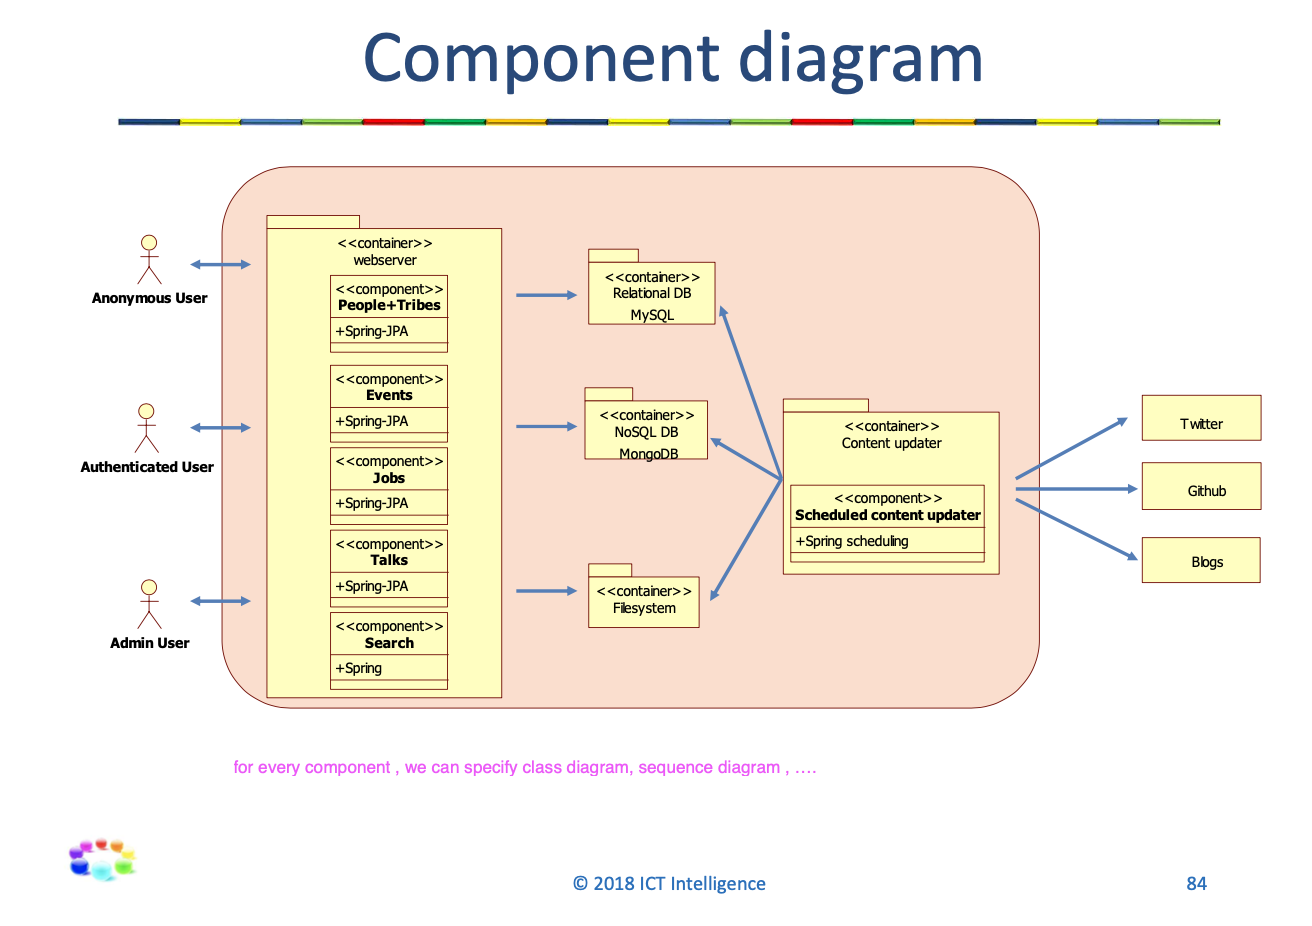 Component diagram
Anonymous User
Authenticated User
Admin User
<<container>>
webserver
<<component>>
People+Tribes
+Spring-JPA
<<component>>
Events
+Spring-JPA
<<component>>
Jobs
+Spring-JPA
<<component>>
Talks
+Spring-JPA
<<component>>
Search
+Spring
<<container>>
Relational DB
MySQL
<<container>>
NoSQL DB
MongoDB
<<container>>
Filesystem
<<container>>
Content updater
<<component>>
Scheduled content updater
+Spring scheduling
Twitter
Github
Blogs
for every component , we can specify class diagram, sequence diagram , ....
© 2018 ICT Intelligence
84